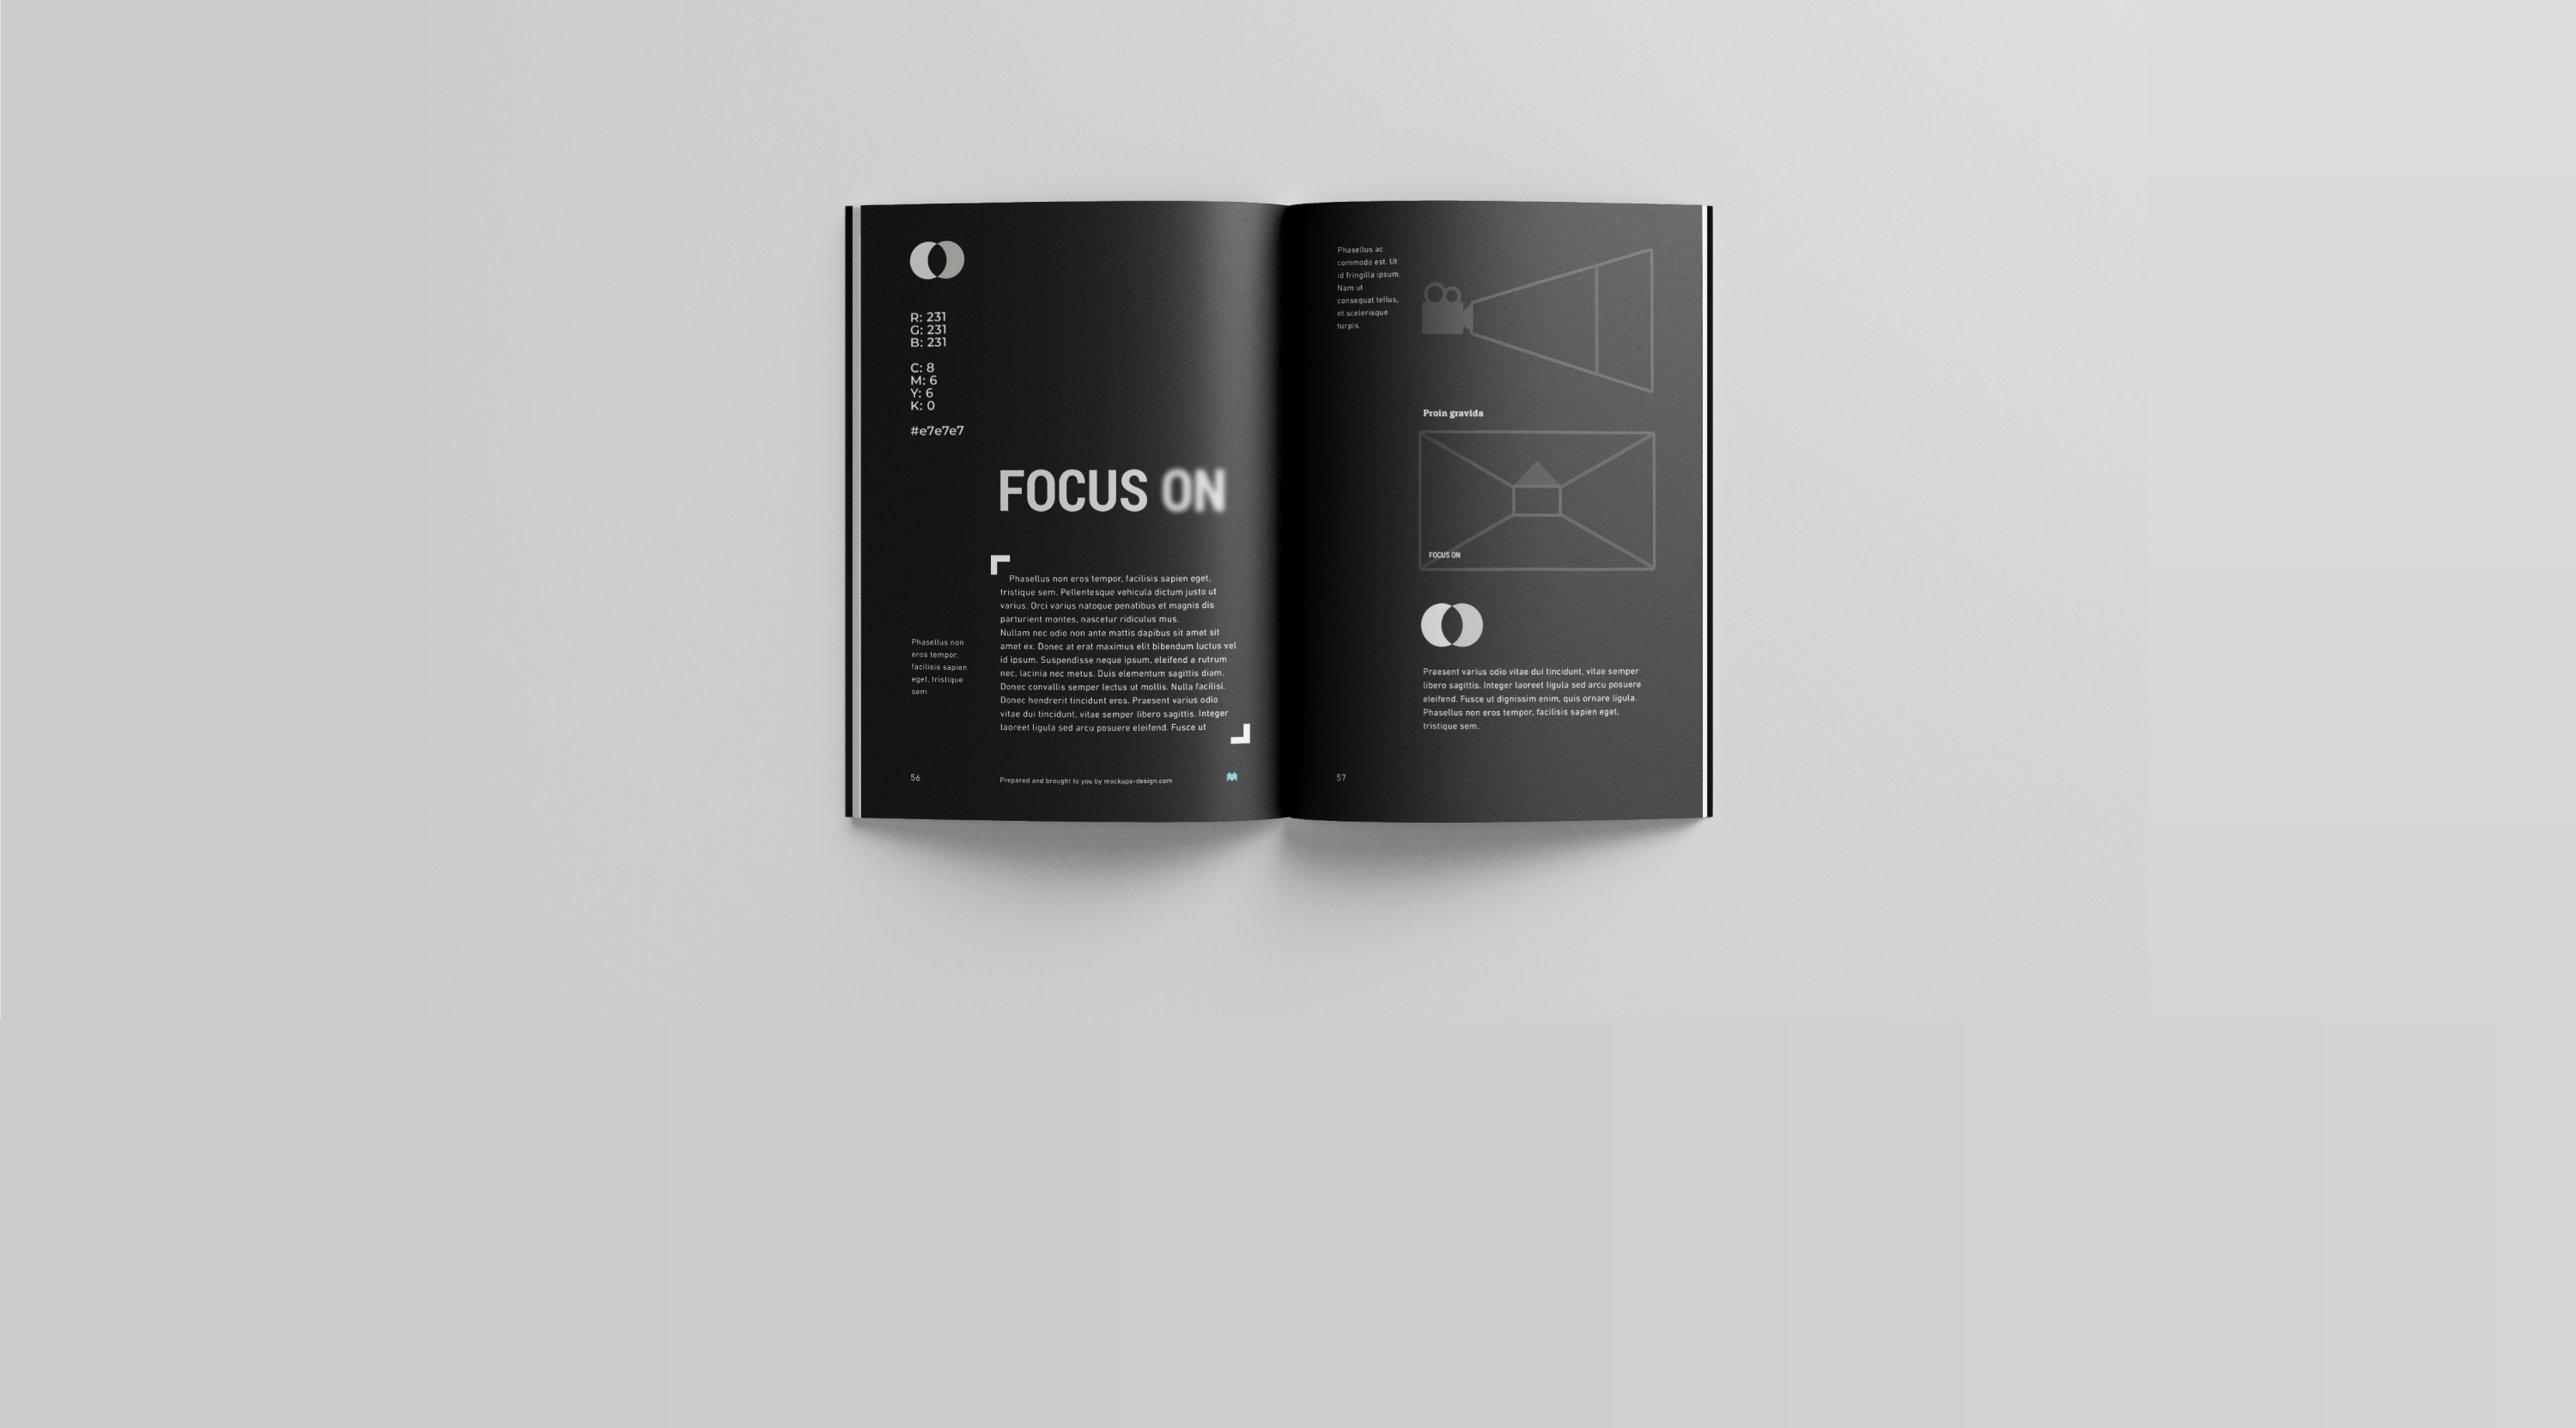 R: 231
G: 231
B: 231
C: 8
M: 6
Y: 6
K: 0
#e7e7e7
FOCUS ON
Phasellus non eros tempor, facilisis sapien eget,
tristique sem. Pellentesque vehicula dictum justo ut
varius. Orci varius natoque penatibus et magnis dis
parturient montes, nascetur ridiculus mus.
Nullam nec odio non ante mattis dapibus sit amet sit
amet ex. Donec at erat maximus elit bibendum luctus vel
id ipsum. Suspendisse neque ipsum, eleifend a rutrum
nec, lacinia nec metus. Duis elementum sagittis diam.
Donec convallis semper lectus ut mollis. Nulla facilisi.
Donec hendrerit tincidunt eros. Praesent varius odio
vitae dui tincidunt, vitae semper libero sagittis. Integer
laoreet ligula sed arcu posuere eleifend. Fusce ut
Phasellus non
eros tempor,
facilisis sapien
eget, tristique
sem.
56
Prepared and brought to you by mockups-design.com
Phasellus ac
commodo est. Ut
id fringilla ipsum.
Nam ut
consequat tellus,
et scelerisque
turpis.
Proin gravida
FOCUS ON
Praesent varius odio vitae dui tincidunt, vitae semper
libero sagittis. Integer laoreet ligula sed arcu posuere
eleifend. Fusce ut dignissim enim, quis ornare ligula.
Phasellus non eros tempor, facilisis sapien eget,
tristique sem.
57